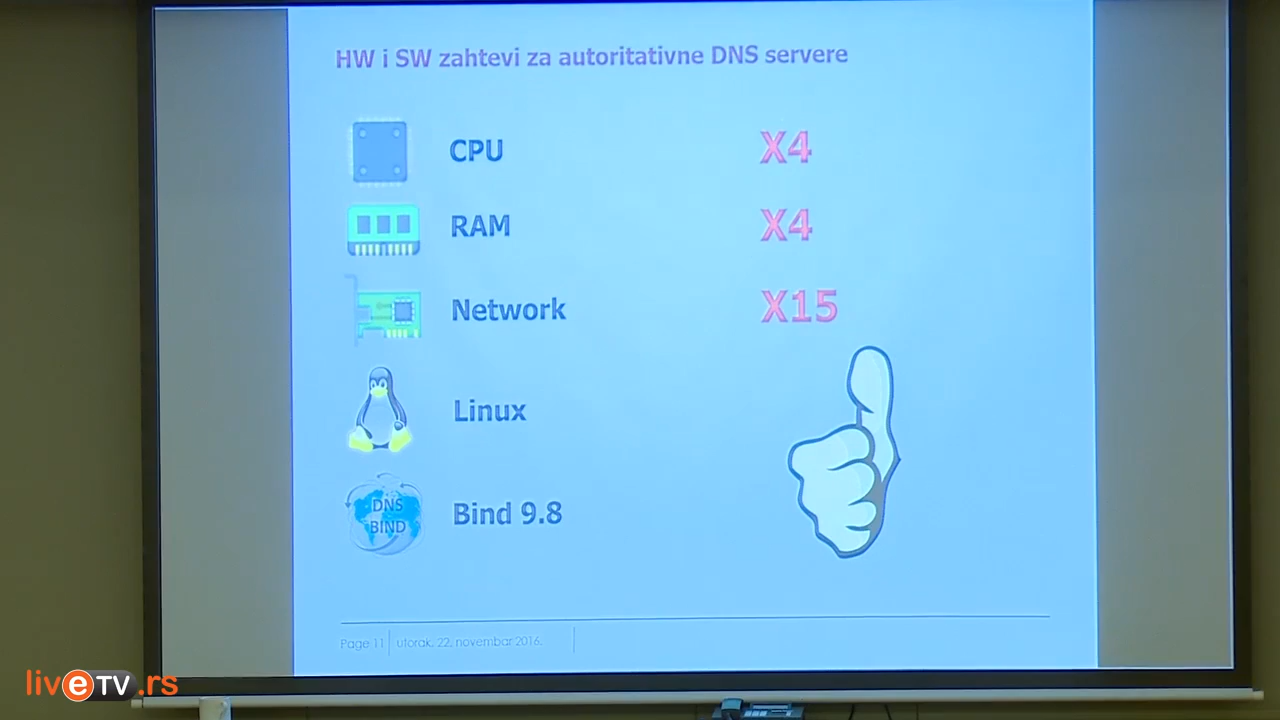 HW i SW zahtevi za autoritativne DNS servere
CPU X4
RAM X4
Network X15
Linux
DNS
BIND
Bind 9.8
Page 11 utorak, 22. novembar 2016.
liveTV.rs